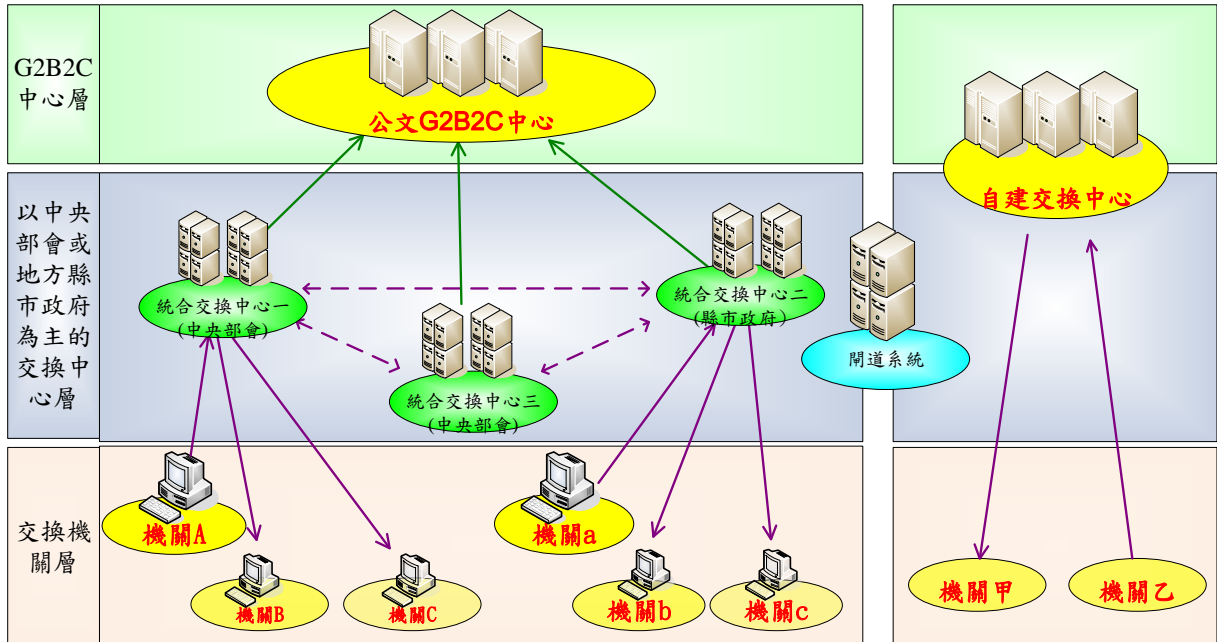 G2B2C
中心層
公文G2B2C中心
自建交換中心
以中央
部會或
地方縣
市政府
為主的
交換中
心層
統合交換中心一
(中央部會)
統合交換中心二
(縣市政府)
統合交換中心三
(中央部會)
閘道系統
交換機
關層
機關A
機關B
機關C
機關a
機關b
機關c
機關甲
機關乙